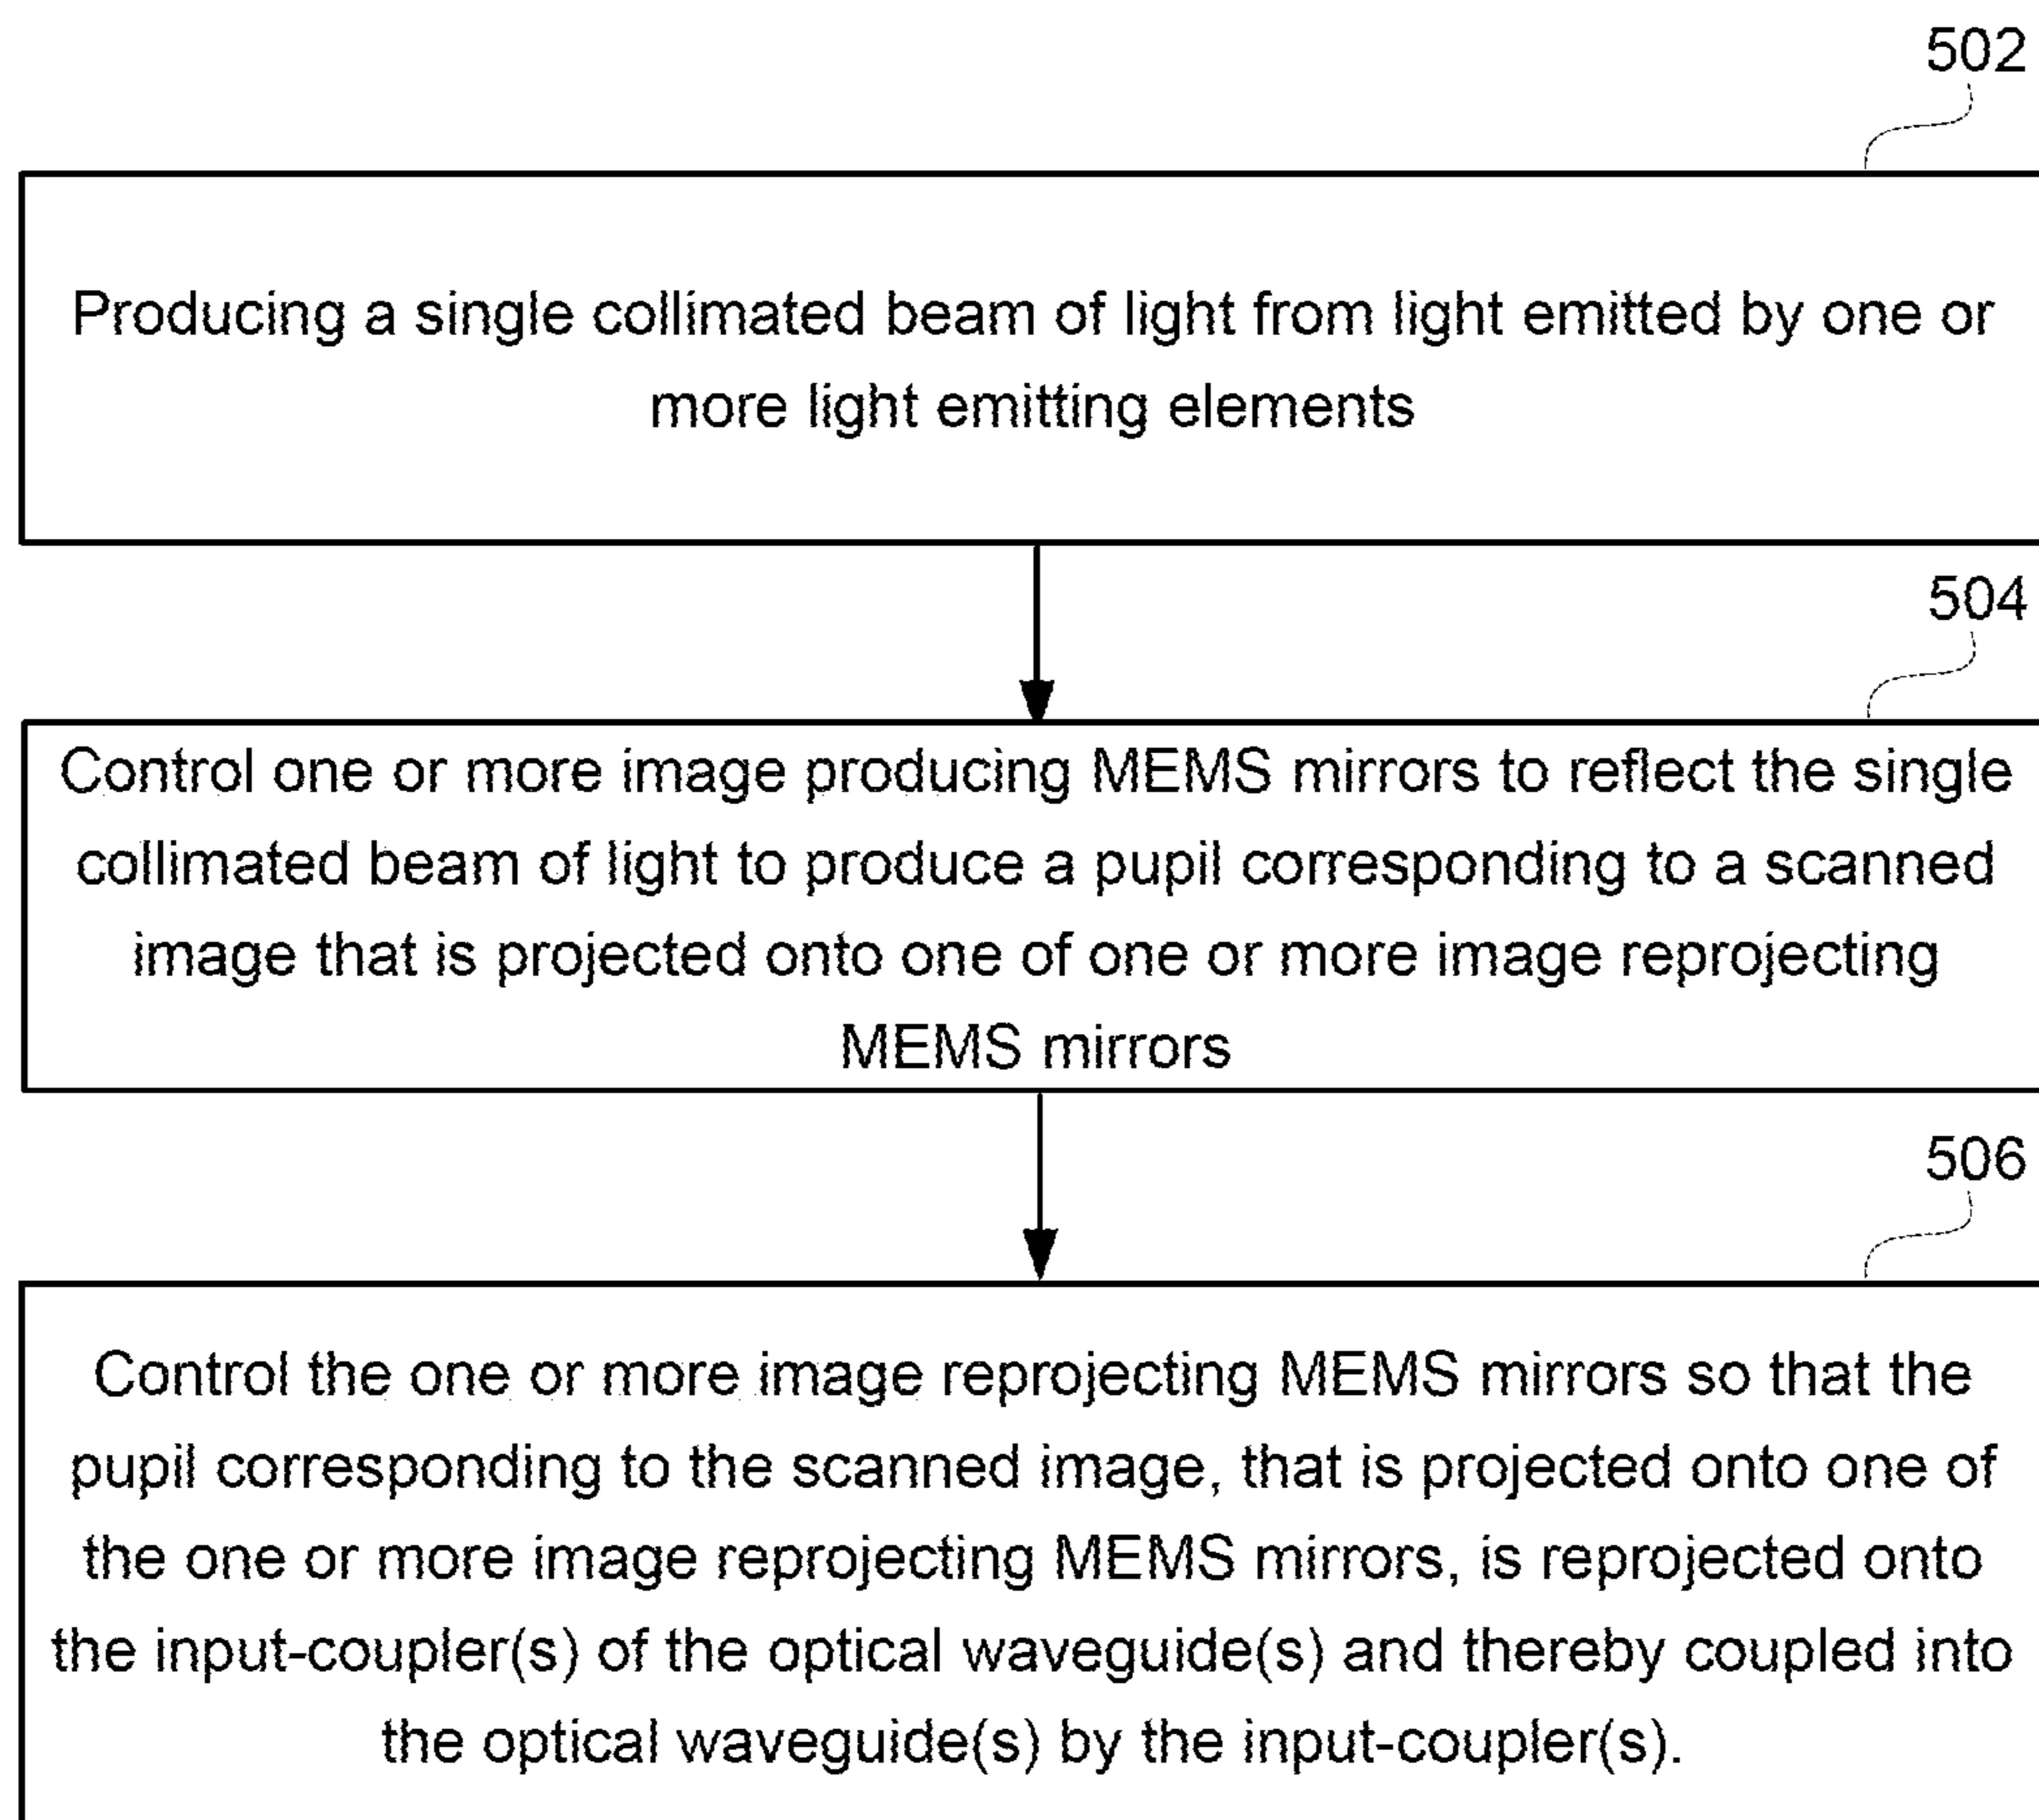 502
Producing a single collimated beam of light from light emitted by one or
more light emitting elements
504
Control one or more image producing MEMS mirrors to reflect the single
collimated beam of light to produce a pupil corresponding to a scanned
image that is projected onto one of one or more image reprojecting
MEMS mirrors
506
Control the one or more image reprojecting MEMS mirrors so that the
pupil corresponding to the scanned image, that is projected onto one of
the one or more image reprojecting MEMS mirrors, is reprojected onto
the input-coupler(s) of the optical waveguide(s) and thereby coupled into
the optical waveguide(s) by the input-coupler(s).